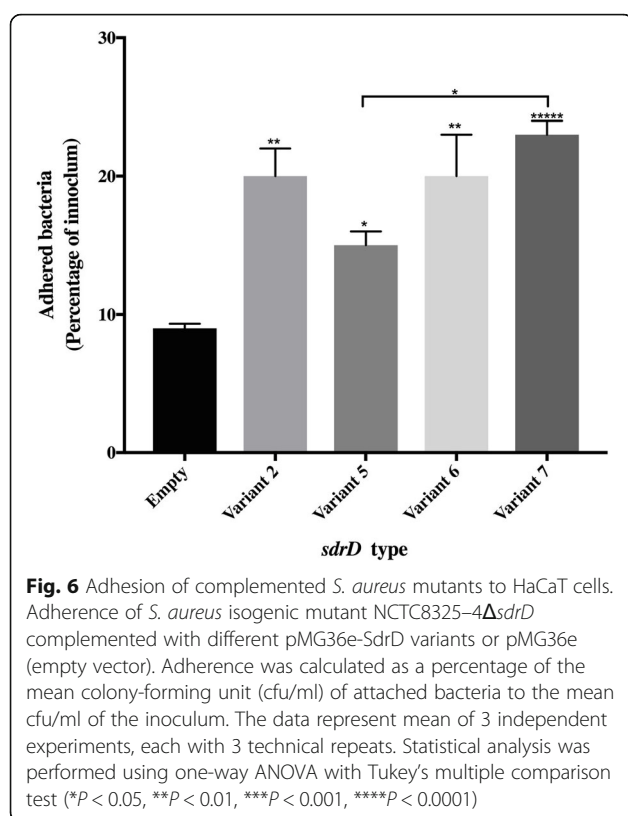 30
20
10
0
Adhered bacteria
(Percentage of innoclum)
**
*
**
*****
*
Empty
Variant 2
Variant 5
Variant 6
Variant 7
sdrD type
Fig. 6 Adhesion of complemented S. aureus mutants to HaCaT cells.
Adherence of S. aureus isogenic mutant NCTC8325–4ΔsdrD
complemented with different pMG36e-SdrD variants or pMG36e
(empty vector). Adherence was calculated as a percentage of the
mean colony-forming unit (cfu/ml) of attached bacteria to the mean
cfu/ml of the inoculum. The data represent mean of 3 independent
experiments, each with 3 technical repeats. Statistical analysis was
performed using one-way ANOVA with Tukey's multiple comparison
test (*P < 0.05, **P < 0.01, ***P < 0.001, ****P < 0.0001)